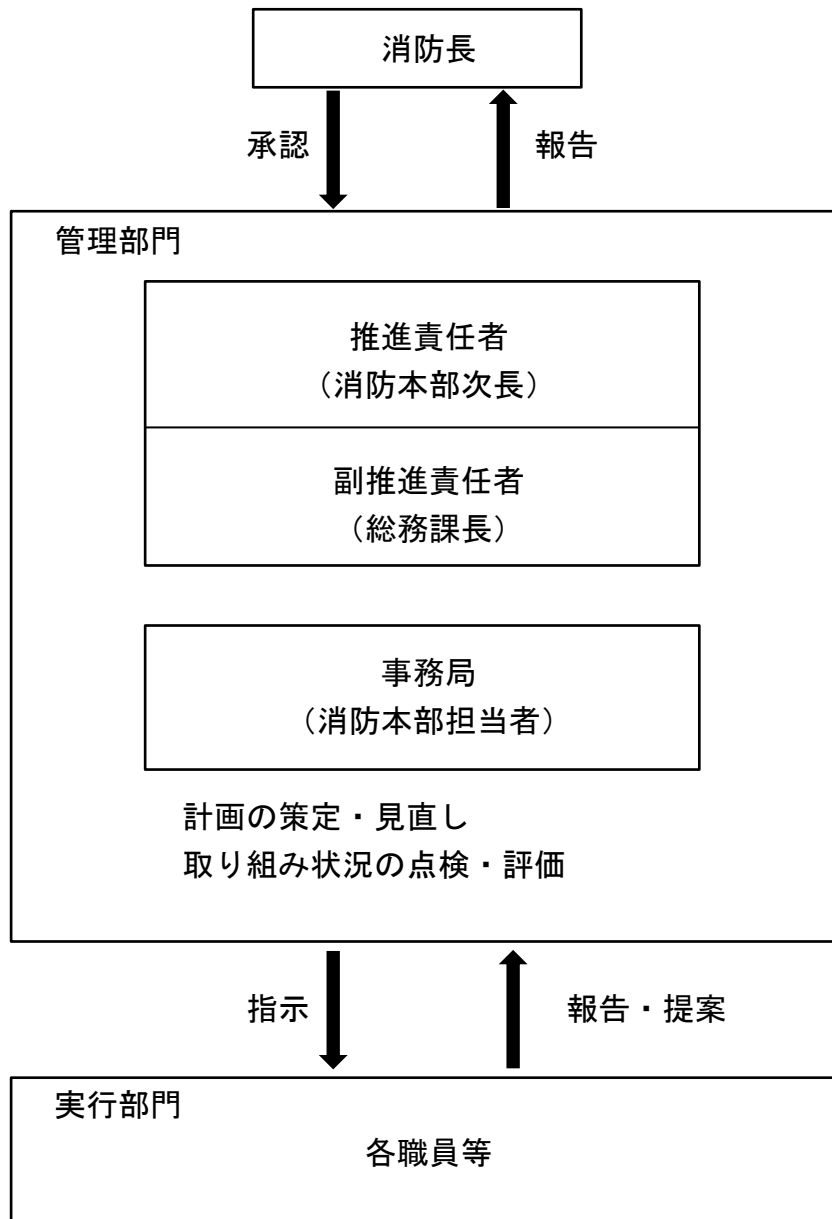 消防長
承認
報告
管理部門
推進責任者
（消防本部次長）
副推進責任者
（総務課長）
事務局
（消防本部担当者）
計画の策定・見直し
取り組み状況の点検・評価
指示
報告・提案
実行部門
各職員等